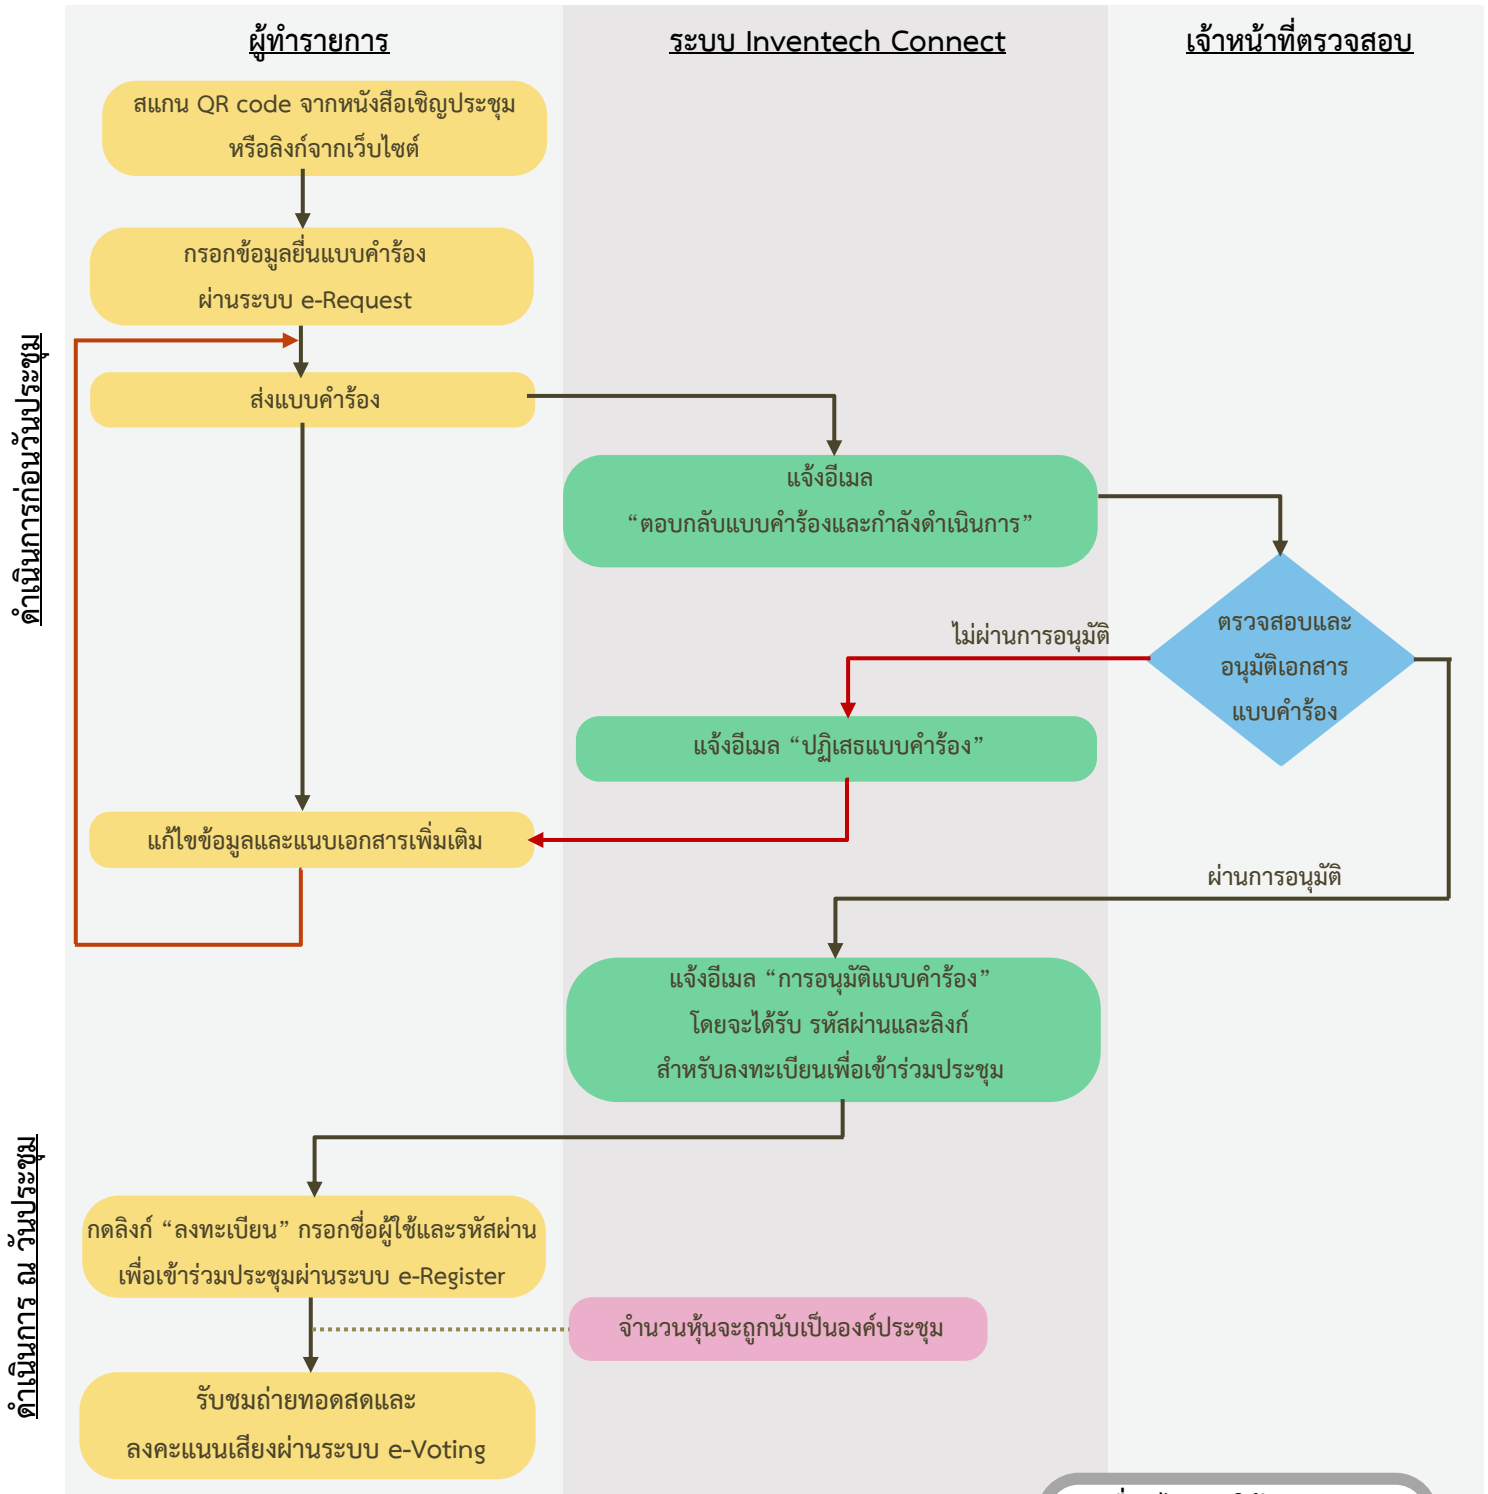 ผู้ทำรายการ
ระบบ Inventech Connect
เจ้าหน้าที่ตรวจสอบ
ดำเนินการก่อนวันประชุม
สแกน QR code จากหนังสือเชิญประชุม
หรือลิงก์จากเว็บไซต์
กรอกข้อมูลยื่นแบบคำร้อง
ผ่านระบบ e-Request
ส่งแบบคำร้อง
แจ้งอีเมล
“ตอบกลับแบบคำร้องและกำลังดำเนินการ”
ตรวจสอบและ
อนุมัติเอกสาร
แบบคำร้อง
ไม่ผ่านการอนุมัติ
แจ้งอีเมล “ปฏิเสธแบบคำร้อง”
แก้ไขข้อมูลและแนบเอกสารเพิ่มเติม
ผ่านการอนุมัติ
แจ้งอีเมล “การอนุมัติแบบคำร้อง”
โดยจะได้รับ รหัสผ่านและลิงก์
สำหรับลงทะเบียนเพื่อเข้าร่วมประชุม
ดำเนินการ ณ วันประชุม
กดลิงก์ “ลงทะเบียน” กรอกชื่อผู้ใช้และรหัสผ่าน
เพื่อเข้าร่วมประชุมผ่านระบบ e-Register
จำนวนหุ้นจะถูกนับเป็นองค์ประชุม
รับชมถ่ายทอดสดและ
ลงคะแนนเสียงผ่านระบบ e-Voting